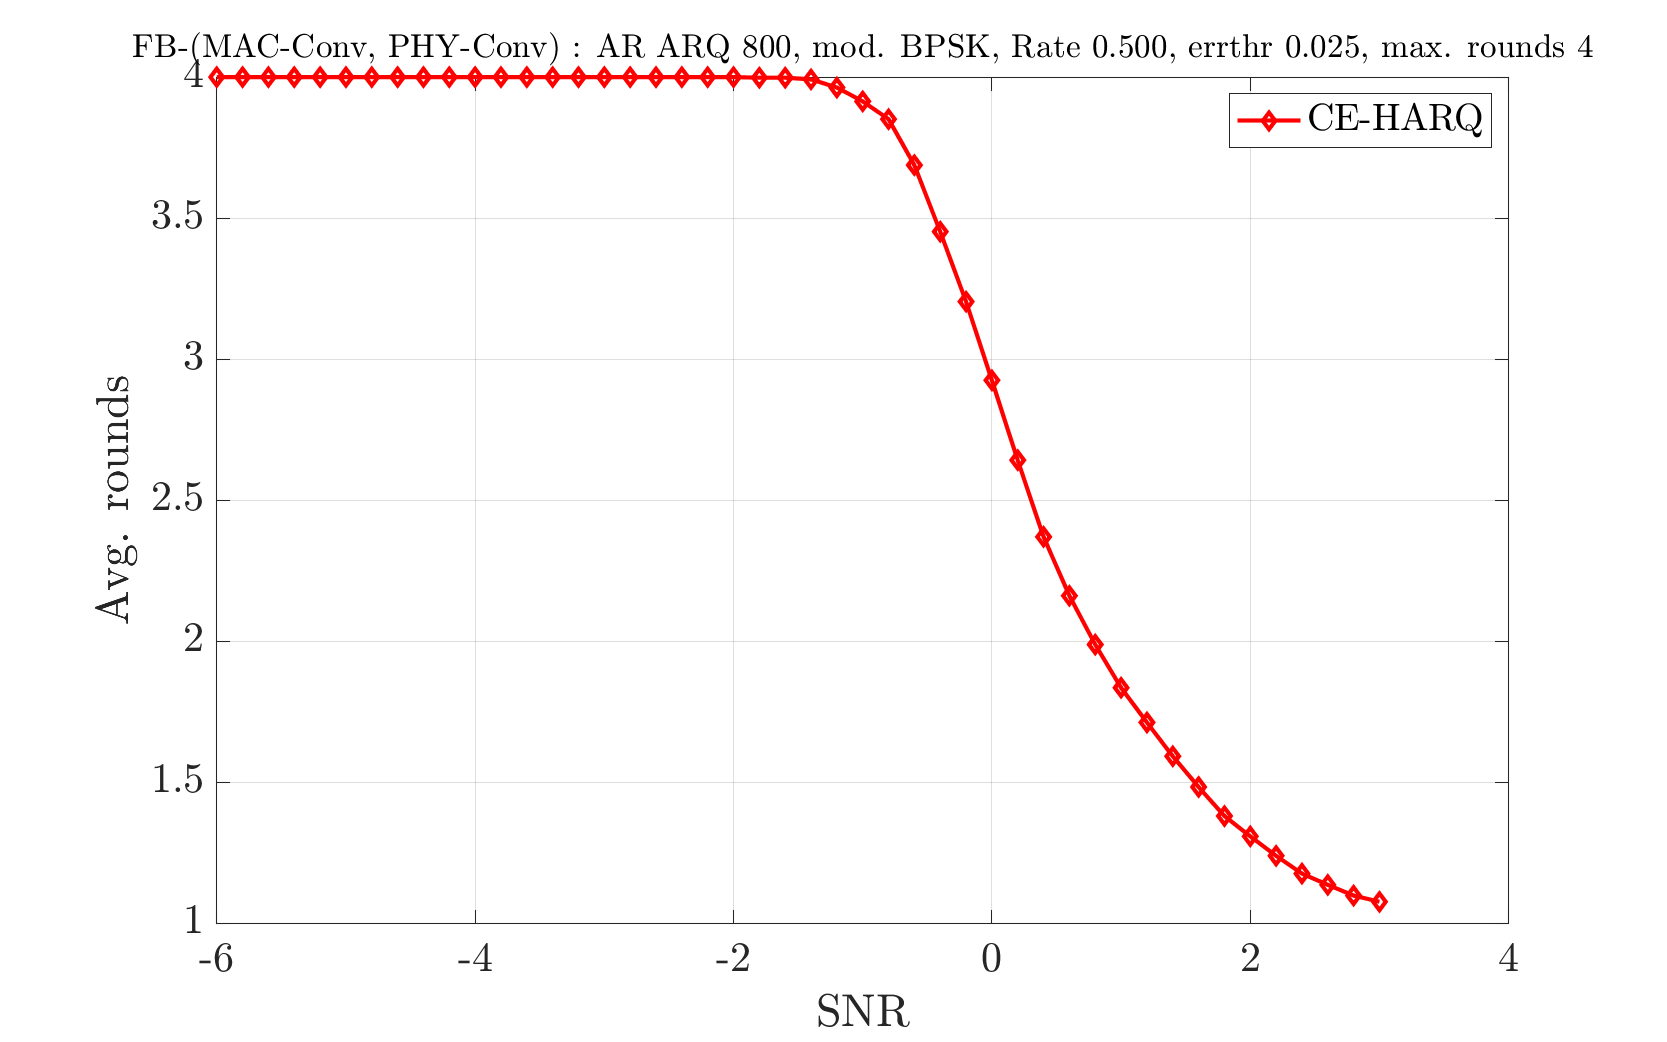 FB-(MAC-Conv, PHY-Conv) : AR ARQ 800, mod. BPSK, Rate 0.500, errthr 0.025, max. rounds 4
CE-HARQ
4
3.5
3
2.5
2
1.5
1
Avg. rounds
-6 -4 -2 0 2 4
SNR